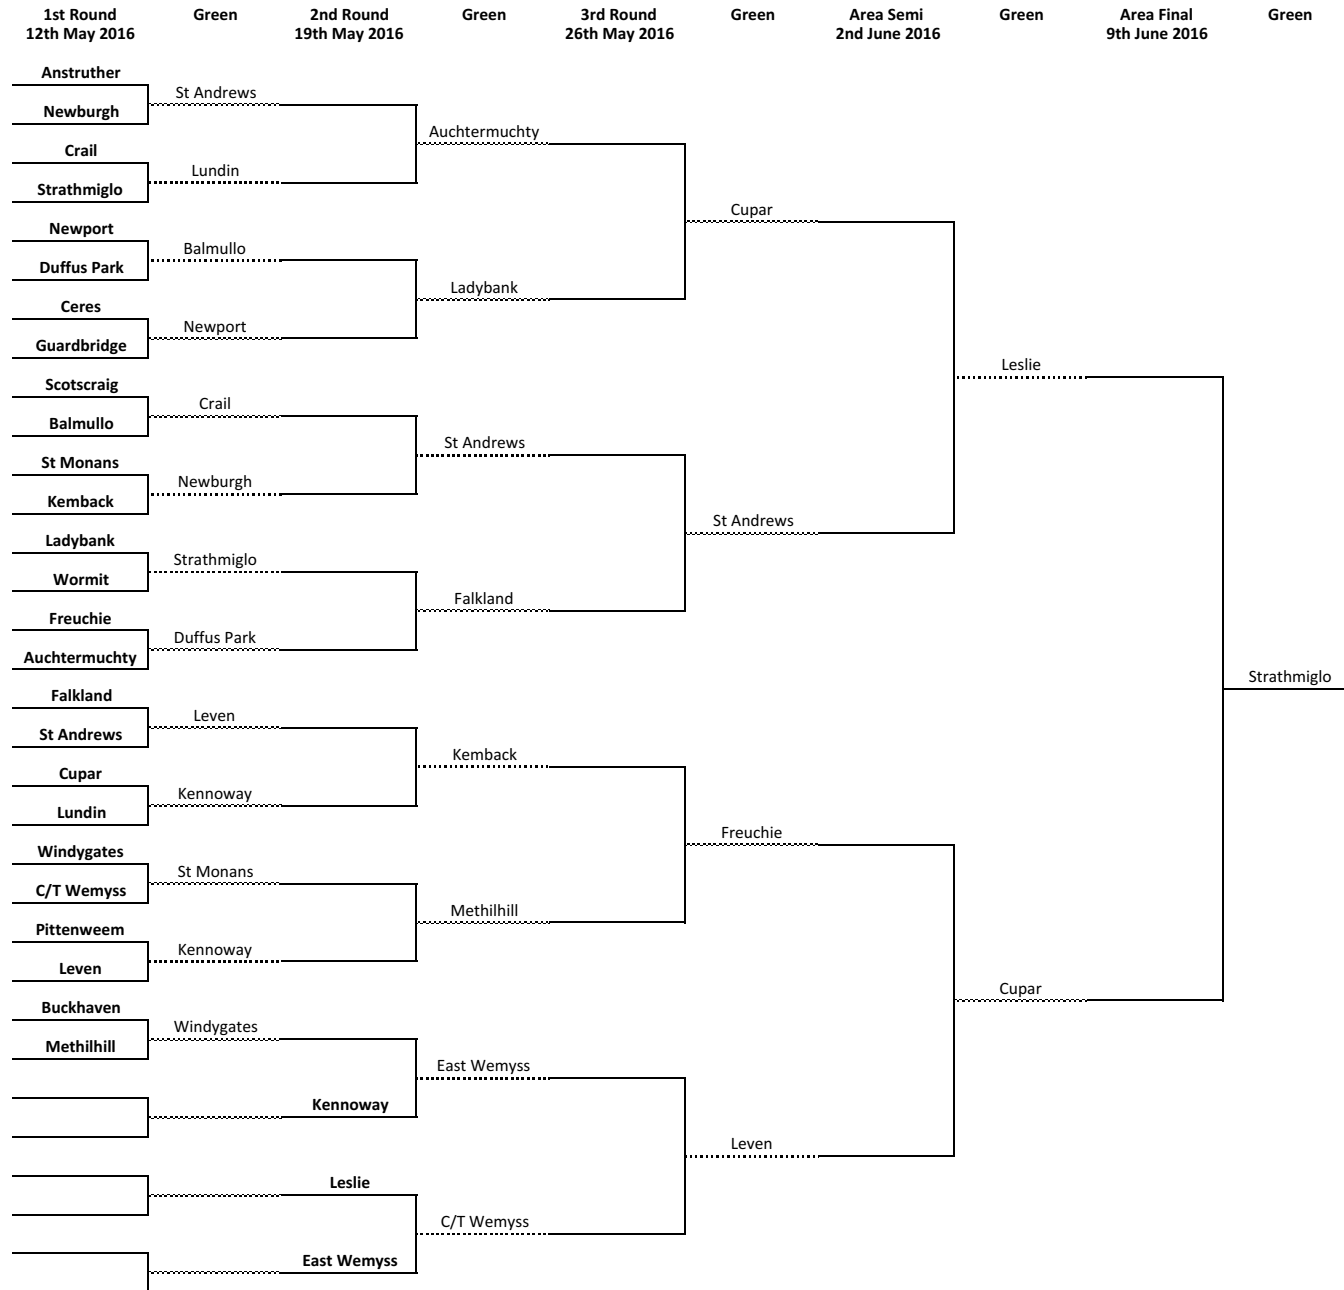 1st Round Green 2nd Round Green 3rd Round Green Area Semi Green Area Final Green
12th May 2016 19th May 2016 26th May 2016 2nd June 2016 9th June 2016
Anstruther
St Andrews
Newburgh
Auchtermuchty
Crail
Lundin
Strathmiglo
Cupar
Newport
Balmullo
Duffus Park
Ladybank
Ceres
Newport
Guardbridge
Leslie
Scotscraig
Crail
Balmullo
St Andrews
St Monans
Newburgh
Kemback
St Andrews
Ladybank
Strathmiglo
Wormit
Falkland
Freuchie
Duffus Park
Auchtermuchty
Strathmiglo
Falkland
Leven
St Andrews
Kemback
Cupar
Kennoway
Lundin
Freuchie
Windygates
St Monans
C/T Wemyss
Methilhill
Pittenweem
Kennoway
Leven
Cupar
Buckhaven
Windygates
Methilhill
East Wemyss
Kennoway
Leven
Leslie
C/T Wemyss
East Wemyss